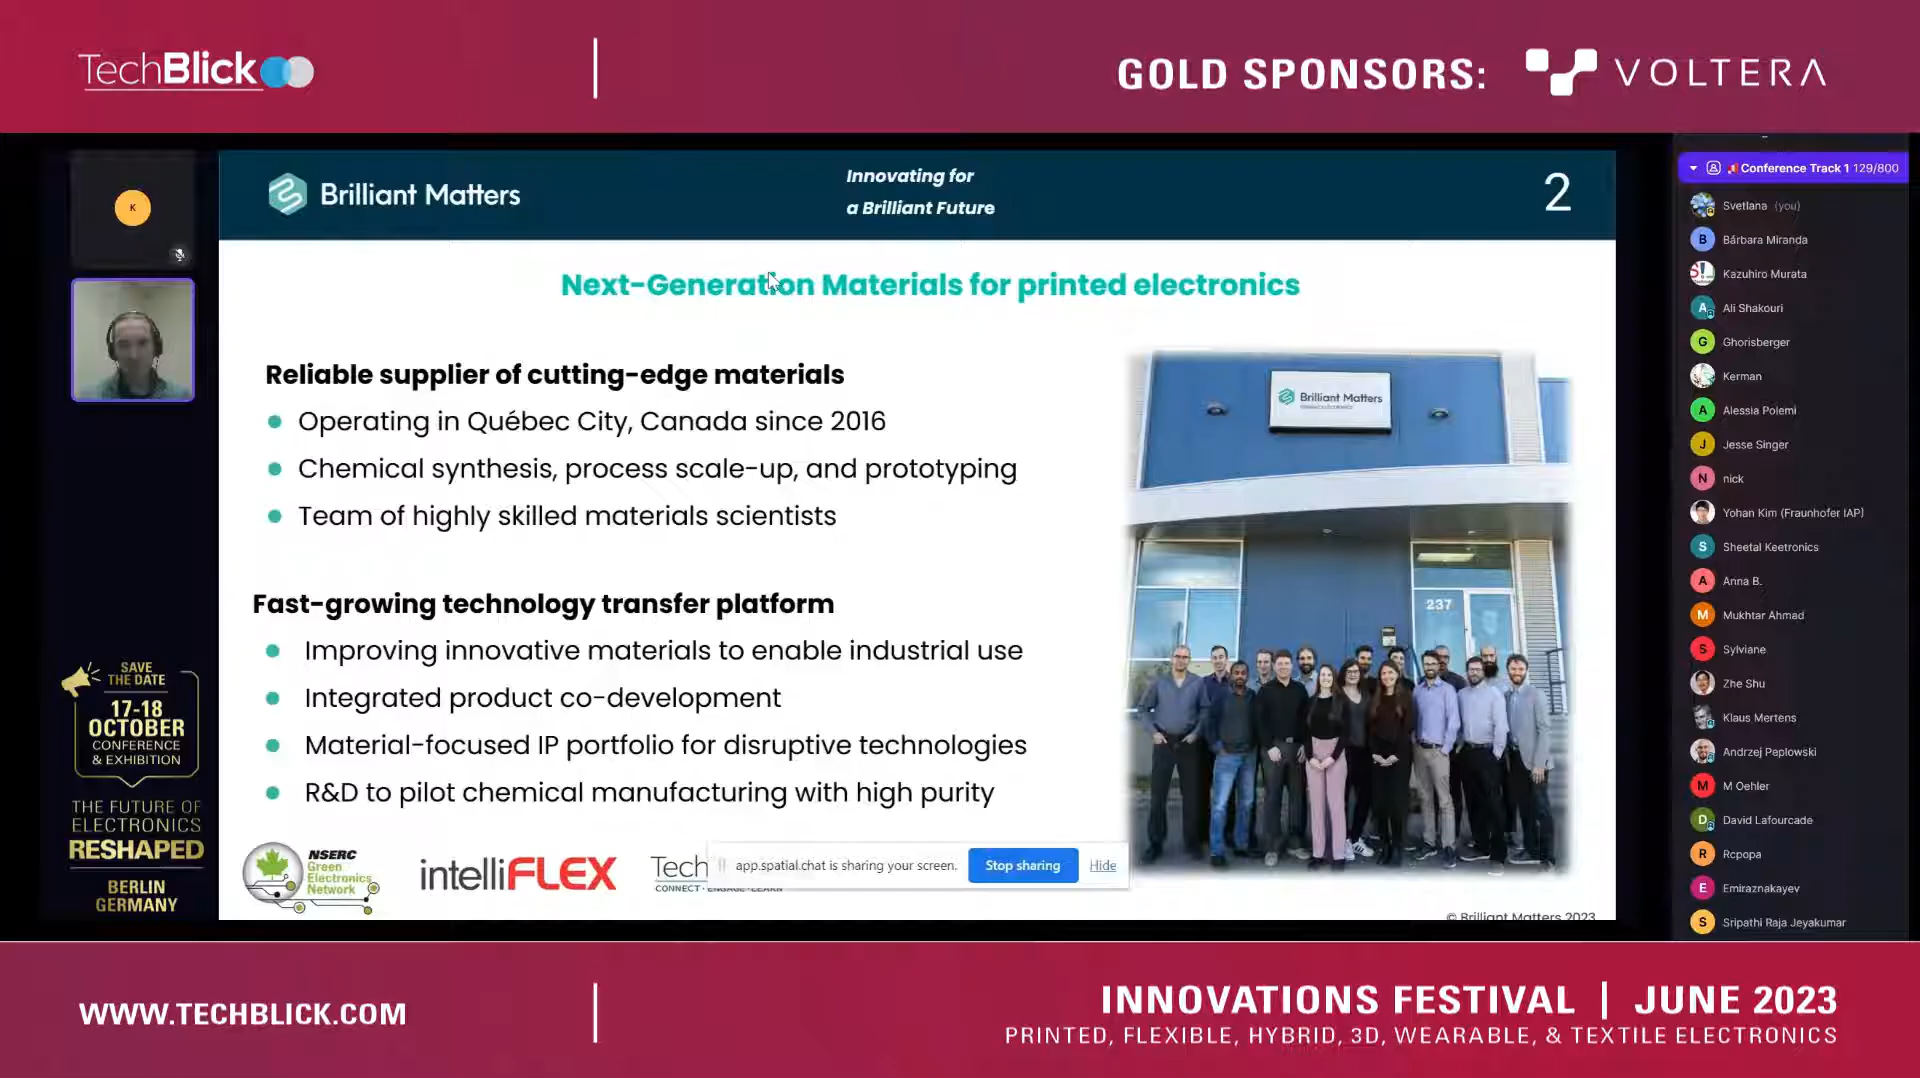 TechBlick
GOLD SPONSORS:
VOLTERA
K
Brilliant Matters
Innovating for
a Brilliant Future
2
Next-Generation Materials for printed electronics
Reliable supplier of cutting-edge materials
Operating in Québec City, Canada since 2016
Chemical synthesis, process scale-up, and prototyping
Team of highly skilled materials scientists
Fast-growing technology transfer platform
Improving innovative materials to enable industrial use
Integrated product co-development
Material-focused IP portfolio for disruptive technologies
R&D to pilot chemical manufacturing with high purity
Brilliant Matters
237
NSERC
Green
Electronics
Network
intelliFLEX
Tech
CONNECT · ENGAGE · LEARN
app.spatial.chat is sharing your screen.
Stop sharing
Hide
© Brilliant Matters 2023
SAVE
THE DATE
17-18
OCTOBER
CONFERENCE
& EXHIBITION
THE FUTURE OF
ELECTRONICS
RESHAPED
BERLIN
GERMANY
Conference Track 1 129/800
Svetlana (you)
B Bárbara Miranda
Kazuhiro Murata
A Ali Shakouri
G Ghorisberger
Kerman
A Alessia Polemi
J Jesse Singer
N nick
Yohan Kim (Fraunhofer IAP)
S Sheetal Keetronics
A Anna B.
M Mukhtar Ahmad
S Sylviane
Zhe Shu
Klaus Mertens
Andrzej Peplowski
M M Oehler
D David Lafourcade
R Rcpopa
E Emiraznakayev
S Sripathi Raja Jeyakumar
WWW.TECHBLICK.COM
INNOVATIONS FESTIVAL | JUNE 2023
PRINTED, FLEXIBLE, HYBRID, 3D, WEARABLE, & TEXTILE ELECTRONICS